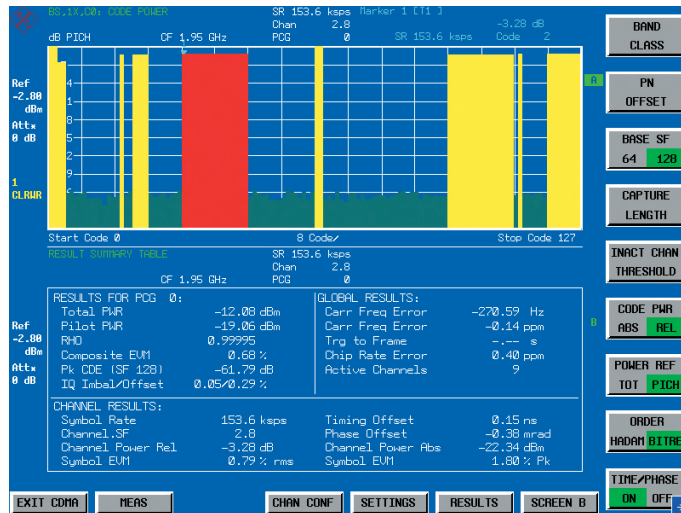 BS,1X,C0: CODE POWER SR 153.6 ksps Marker 1 [T1 ]
Chan 2.8 -3.28 dB
dB PICH CF 1.95 GHz PCG 0 SR 153.6 ksps Code 2
Ref
-2.80
dBm
Att*
0 dB
1
CLRWR
A
Start Code 0 8 Code/ Stop Code 127
RESULT SUMMARY TABLE SR 153.6 ksps
Chan 2.8
CF 1.95 GHz PCG 0
Ref
-2.80
dBm
Att*
0 dB
B
RESULTS FOR PCG 0: GLOBAL RESULTS:
Total PWR -12.08 dBm Carr Freq Error -270.59 Hz
Pilot PWR -19.06 dBm Carr Freq Error -0.14 ppm
RHO 0.99995 Trg to Frame -.-- s
Composite EVM 0.68 % Chip Rate Error 0.40 ppm
Pk CDE (SF 128) -61.79 dB Active Channels 9
IQ Imbal/Offset 0.05/0.29 %
CHANNEL RESULTS:
Symbol Rate 153.6 ksps Timing Offset 0.15 ns
Channel.SF 2.8 Phase Offset -0.38 mrad
Channel Power Rel -3.28 dB Channel Power Abs -22.34 dBm
Symbol EVM 0.79 % rms Symbol EVM 1.80 % Pk
BAND
CLASS
PN
OFFSET
BASE SF
64 128
CAPTURE
LENGTH
INACT CHAN
THRESHOLD
CODE PWR
ABS REL
POWER REF
TOT PICH
ORDER
HADAM BITRE
TIME/PHASE
ON OFF
EXIT CDMA MEAS CHAN CONF SETTINGS RESULTS SCREEN B